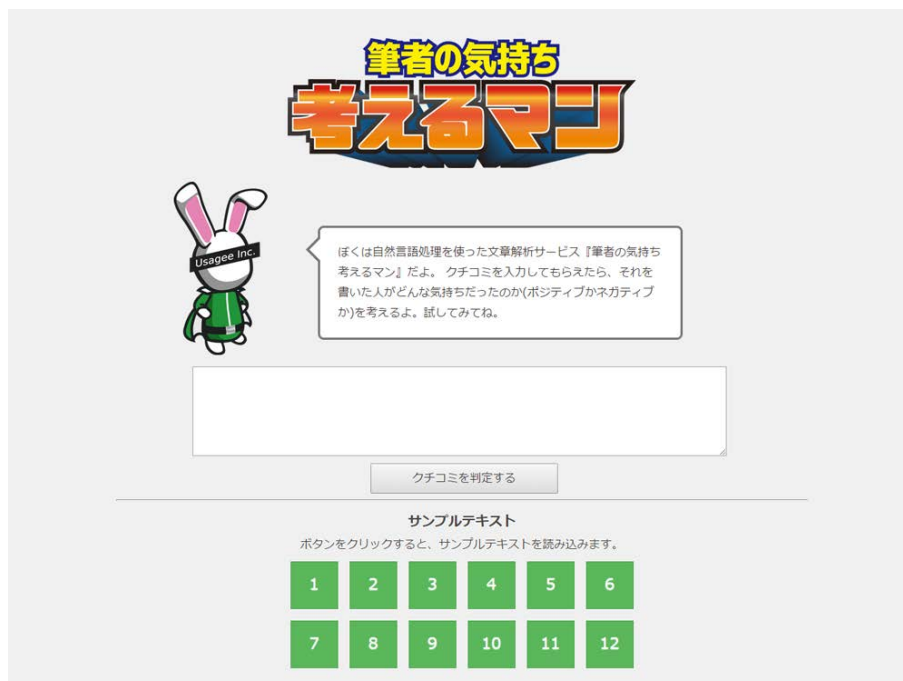 筆者の気持ち
考えるマン
Usagee Inc.
ぼくは自然言語処理を使った文章解析サービス『筆者の気持ち
考えるマン』だよ。 クチコミを入力してもらえたら、それを
書いた人がどんな気持ちだったのか(ポジティブかネガティブ
か)を考えるよ。試してみてね。
クチコミを判定する
サンプルテキスト
ボタンをクリックすると、サンプルテキストを読み込みます。
1 2 3 4 5 6
7 8 9 10 11 12